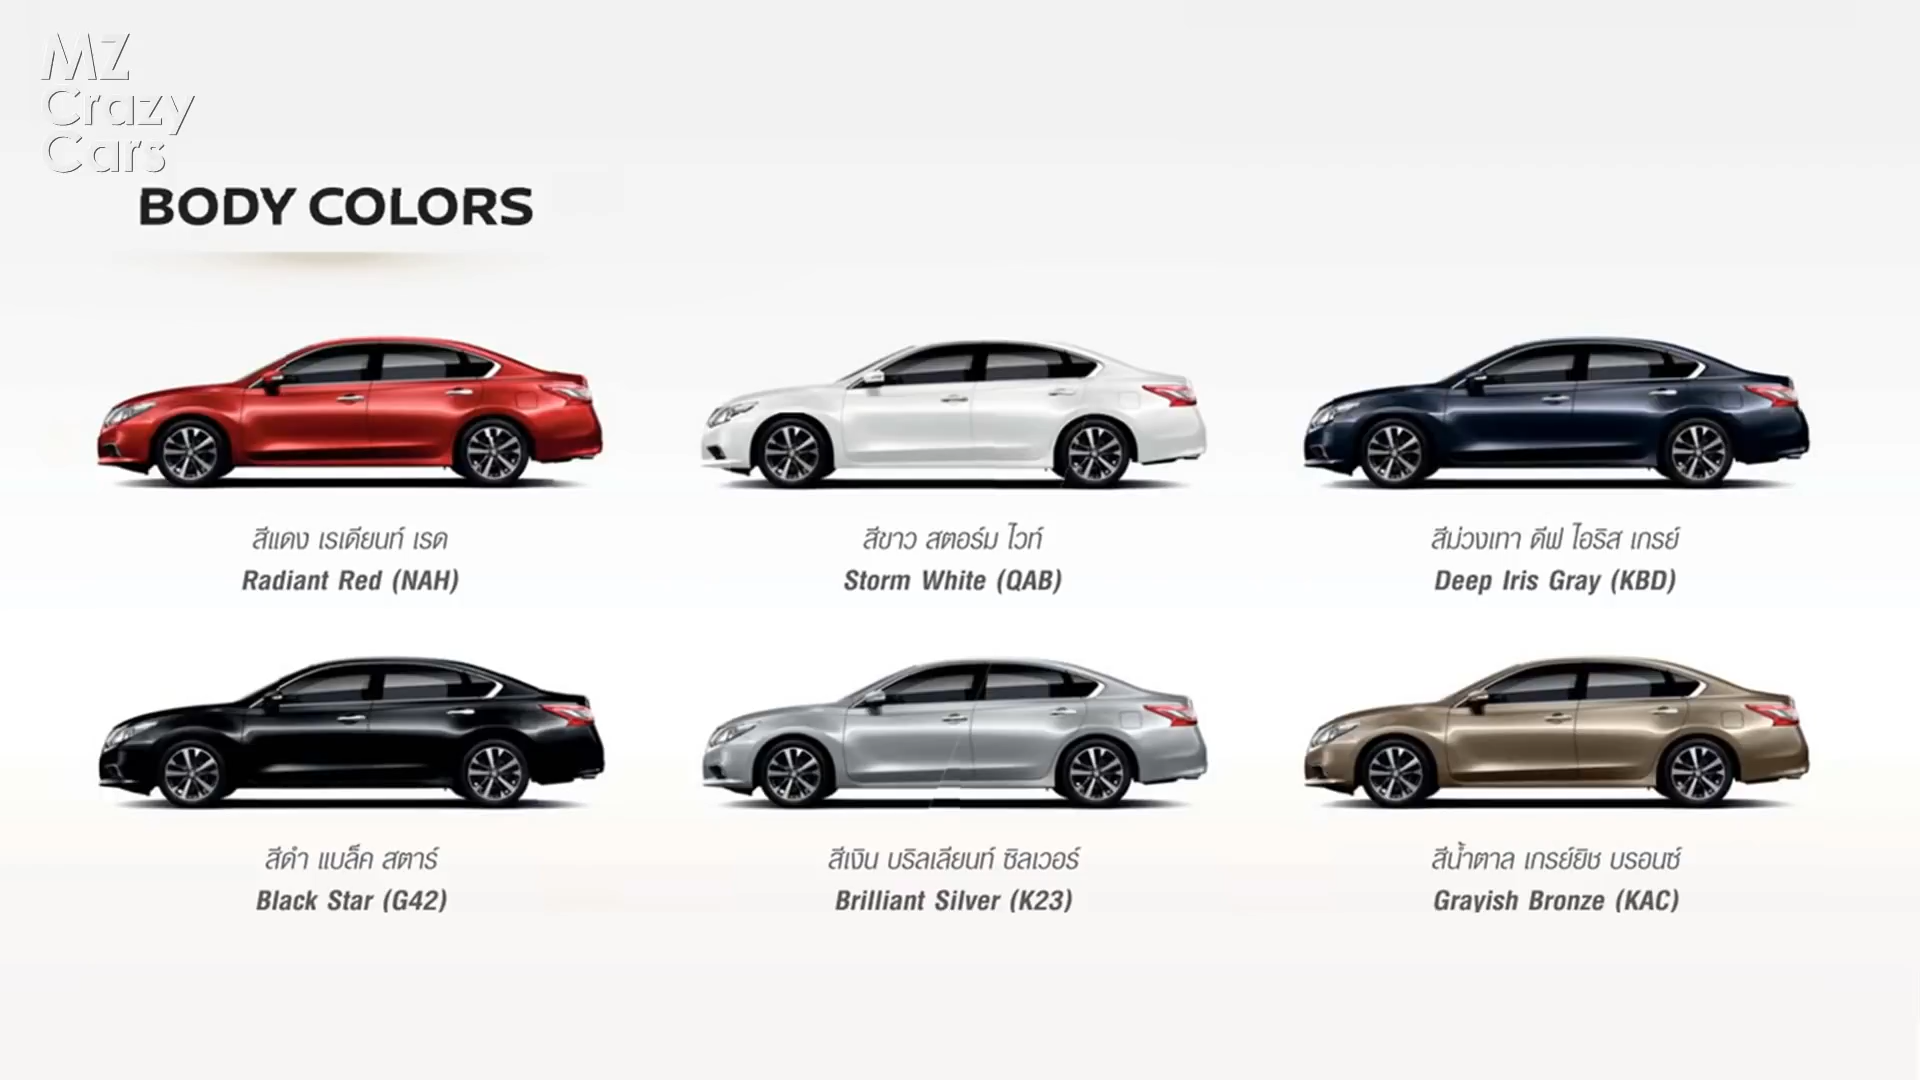 MZ
Crazy
Cars
BODY COLORS
สีแดง เรเดียนท์ เรด
Radiant Red (NAH)
สีขาว สตอร์ม ไวท์
Storm White (QAB)
สีม่วงเทา ดีฟ ไอริส เกรย์
Deep Iris Gray (KBD)
สีดำ แบล็ค สตาร์
Black Star (G42)
สีเงิน บริลเลียนท์ ซิลเวอร์
Brilliant Silver (K23)
สีน้ำตาล เกรย์ยิช บรอนซ์
Grayish Bronze (KAC)